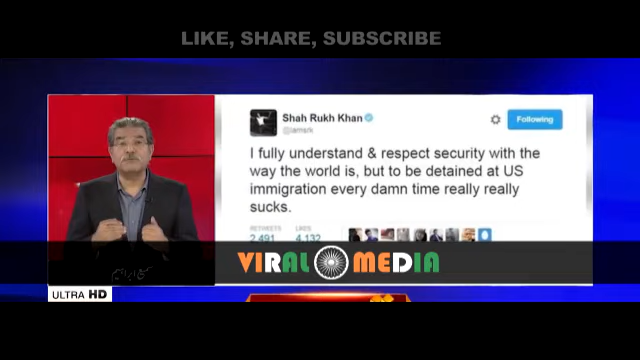 LIKE, SHARE, SUBSCRIBE
Shah Rukh Khan
@iamsrk
Following
I fully understand & respect security with the
way the world is, but to be detained at US
immigration every damn time really really
sucks.
RETWEETS
LIKES
2,491
4,132
VIRAL MEDIA
ULTRA HD